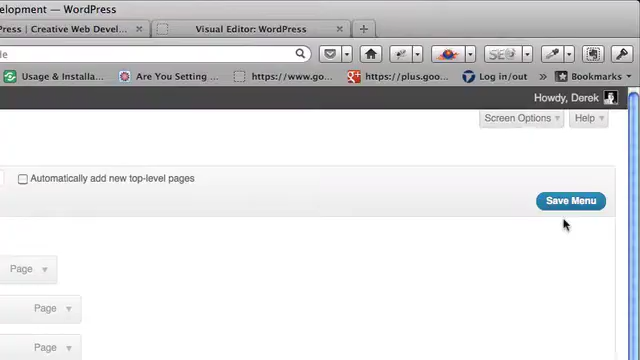 elopment — WordPress
Press | Creative Web Devel... Visual Editor: WordPress
de SEO
Usage & Installa... Are You Setting ... https://www.go... https://plus.goo... Log in/out » Bookmarks
Howdy, Derek
Screen Options Help
Automatically add new top-level pages
Save Menu
Page
Page
Page